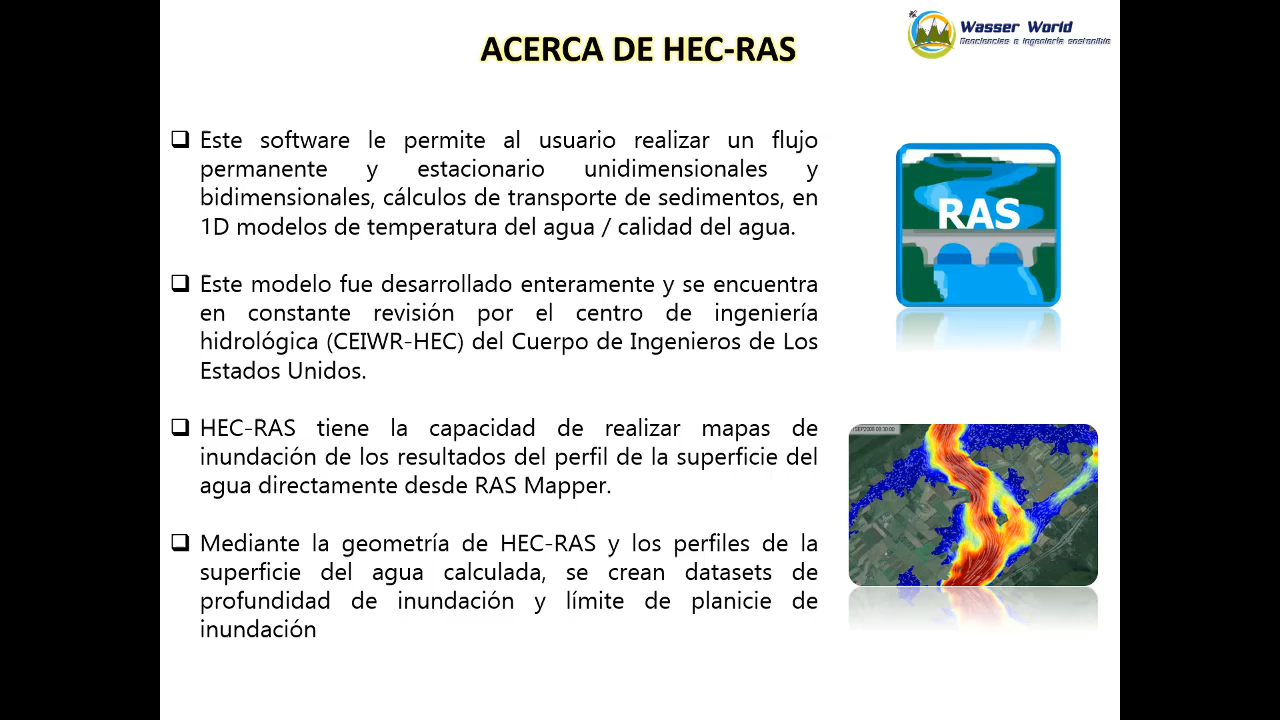 ACERCA DE HEC-RAS
Wasser World
Geociencias e Ingeniería sostenible
Este software le permite al usuario realizar un flujo
permanente y estacionario unidimensionales y
bidimensionales, cálculos de transporte de sedimentos, en
1D modelos de temperatura del agua / calidad del agua.
Este modelo fue desarrollado enteramente y se encuentra
en constante revisión por el centro de ingeniería
hidrológica (CEIWR-HEC) del Cuerpo de Ingenieros de Los
Estados Unidos.
HEC-RAS tiene la capacidad de realizar mapas de
inundación de los resultados del perfil de la superficie del
agua directamente desde RAS Mapper.
Mediante la geometría de HEC-RAS y los perfiles de la
superficie del agua calculada, se crean datasets de
profundidad de inundación y límite de planicie de
inundación
RAS